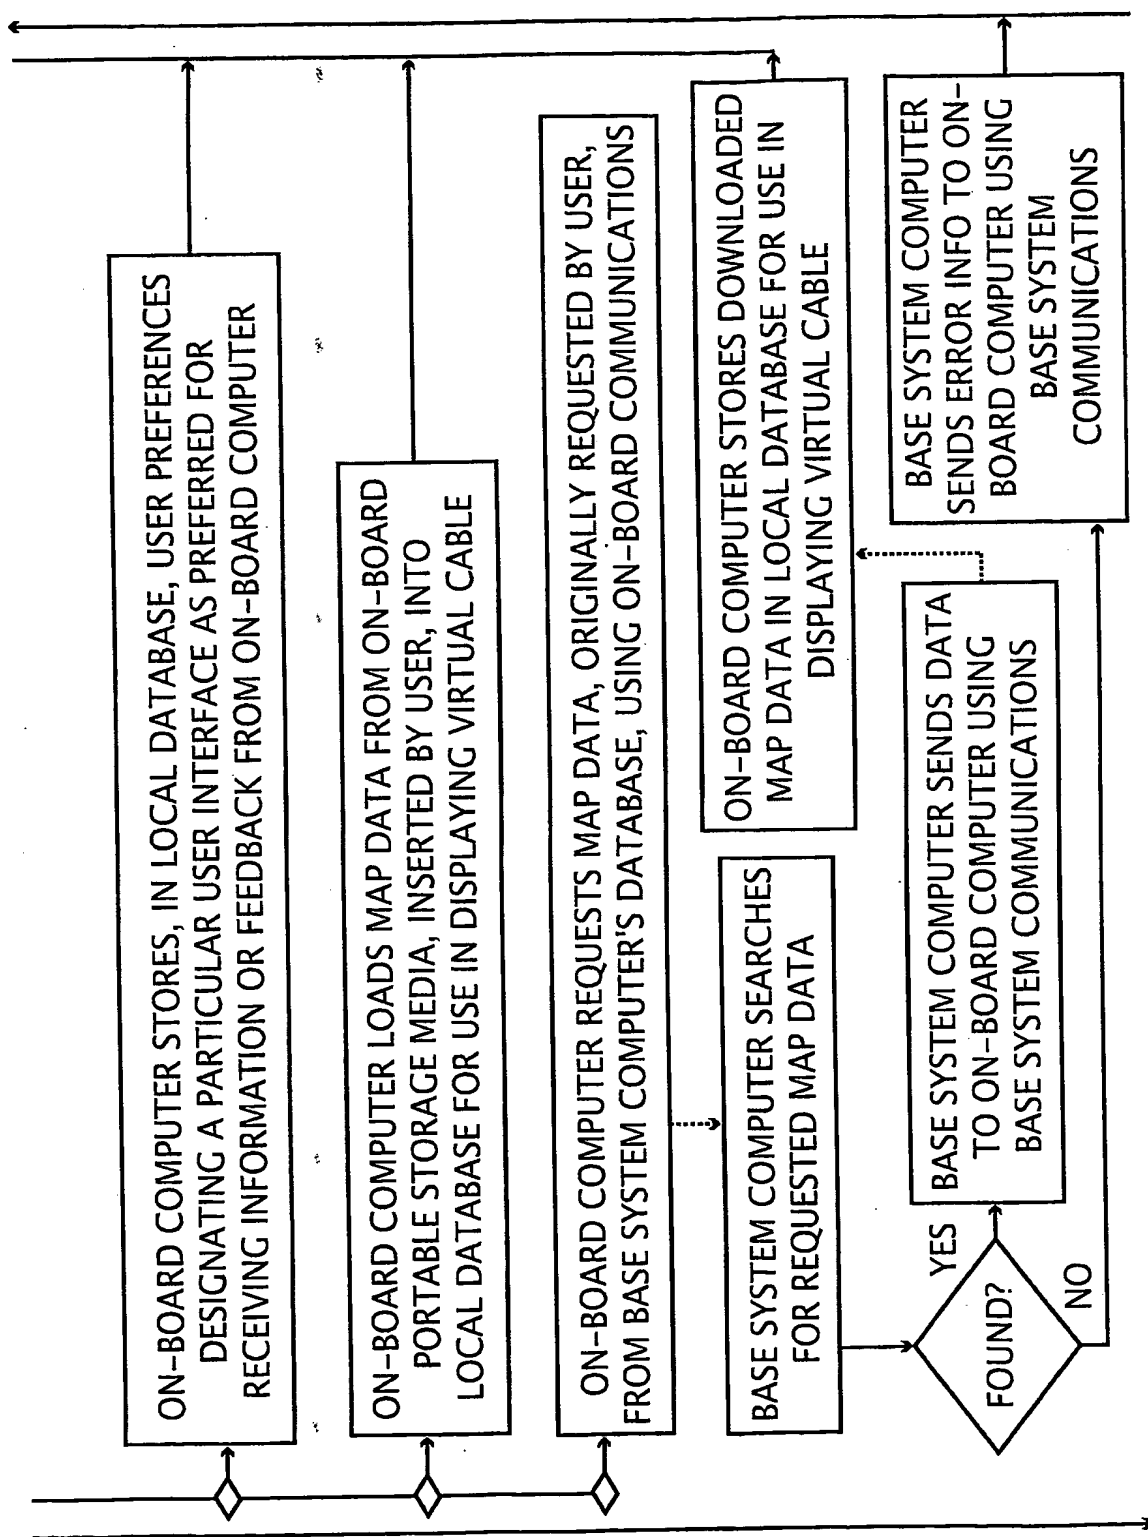 ON-BOARD COMPUTER STORES, IN LOCAL DATABASE, USER PREFERENCES
DESIGNATING A PARTICULAR USER INTERFACE AS PREFERRED FOR
RECEIVING INFORMATION OR FEEDBACK FROM ON-BOARD COMPUTER
ON-BOARD COMPUTER LOADS MAP DATA FROM ON-BOARD
PORTABLE STORAGE MEDIA, INSERTED BY USER, INTO
LOCAL DATABASE FOR USE IN DISPLAYING VIRTUAL CABLE
ON-BOARD COMPUTER REQUESTS MAP DATA, ORIGINALLY REQUESTED BY USER,
FROM BASE SYSTEM COMPUTER'S DATABASE, USING ON-BOARD COMMUNICATIONS
BASE SYSTEM COMPUTER SEARCHES
FOR REQUESTED MAP DATA
ON-BOARD COMPUTER STORES DOWNLOADED
MAP DATA IN LOCAL DATABASE FOR USE IN
DISPLAYING VIRTUAL CABLE
FOUND?
YES
NO
BASE SYSTEM COMPUTER SENDS DATA
TO ON-BOARD COMPUTER USING
BASE SYSTEM COMMUNICATIONS
BASE SYSTEM COMPUTER
SENDS ERROR INFO TO ON-
BOARD COMPUTER USING
BASE SYSTEM
COMMUNICATIONS